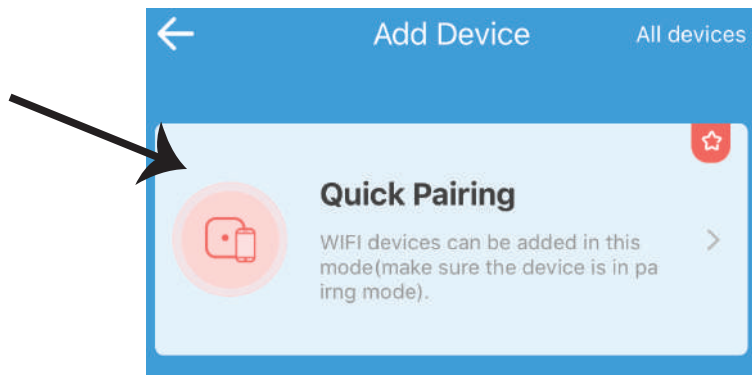 Add Device All devices
Quick Pairing
WIFI devices can be added in this
mode(make sure the device is in pa
irng mode).